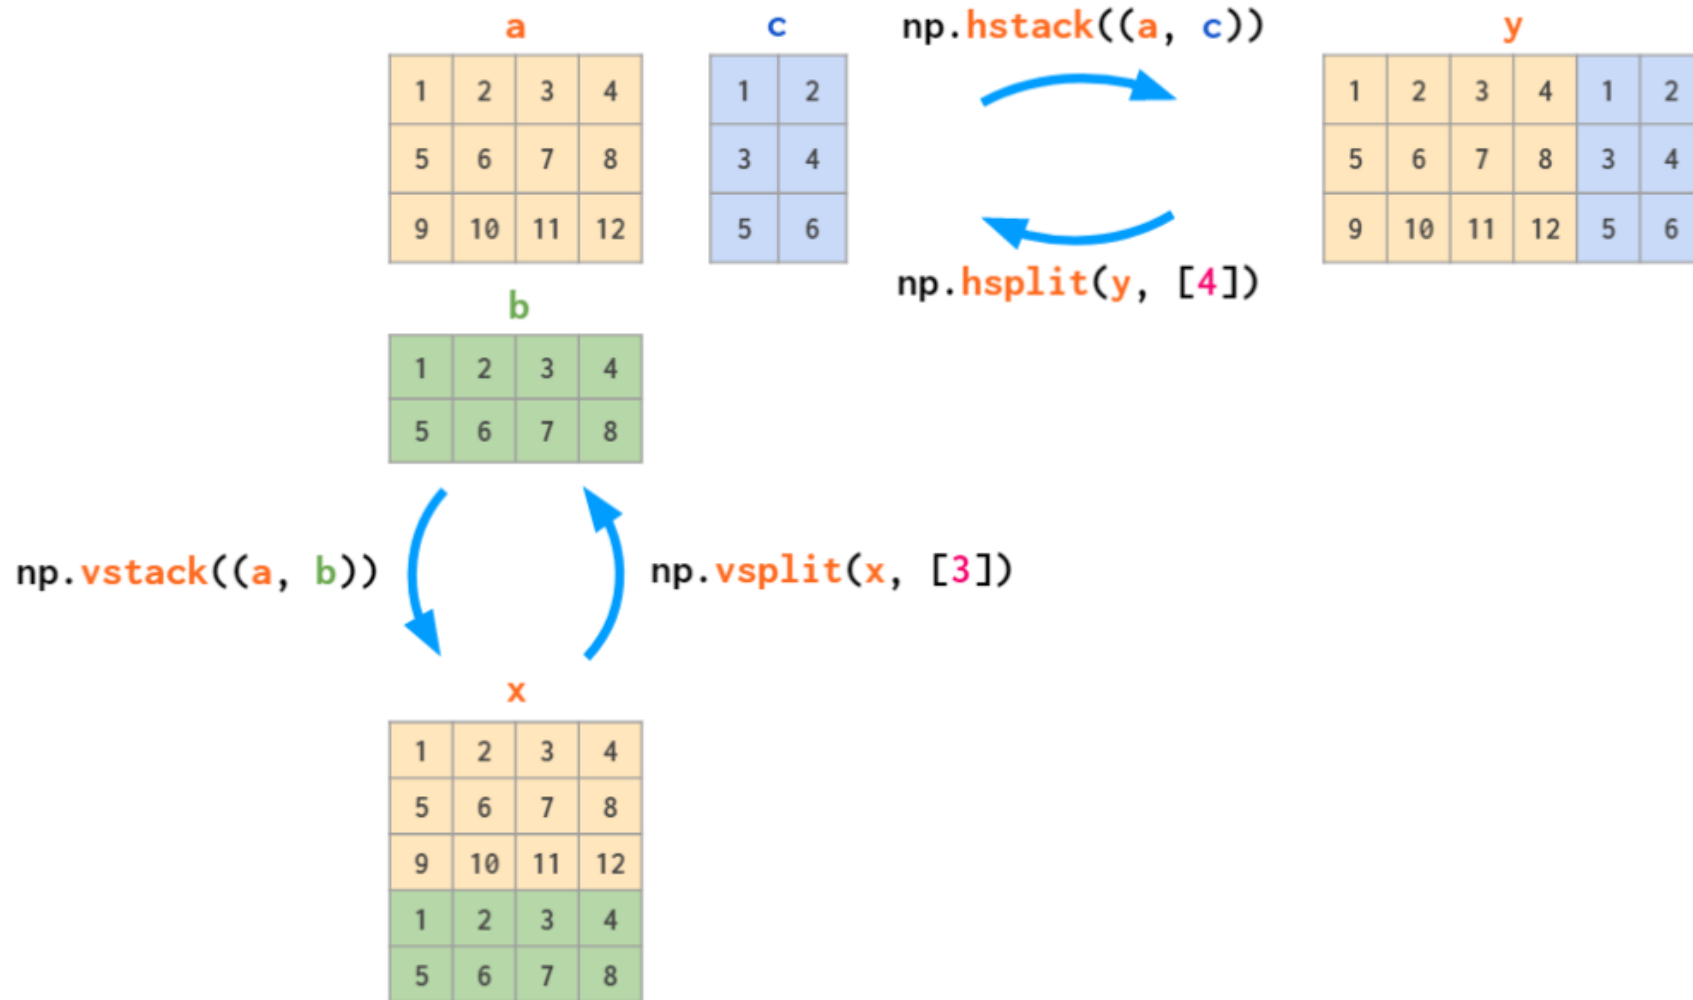 a c np.hstack((a, c)) y
1 2 3 4 1 2 1 2 3 4 1 2
5 6 7 8 3 4 5 6 7 8 3 4
9 10 11 12 5 6 9 10 11 12 5 6
np.hsplit(y, [4])
b
1 2 3 4
5 6 7 8
np.vstack((a, b)) np.vsplit(x, [3])
x
1 2 3 4
5 6 7 8
9 10 11 12
1 2 3 4
5 6 7 8